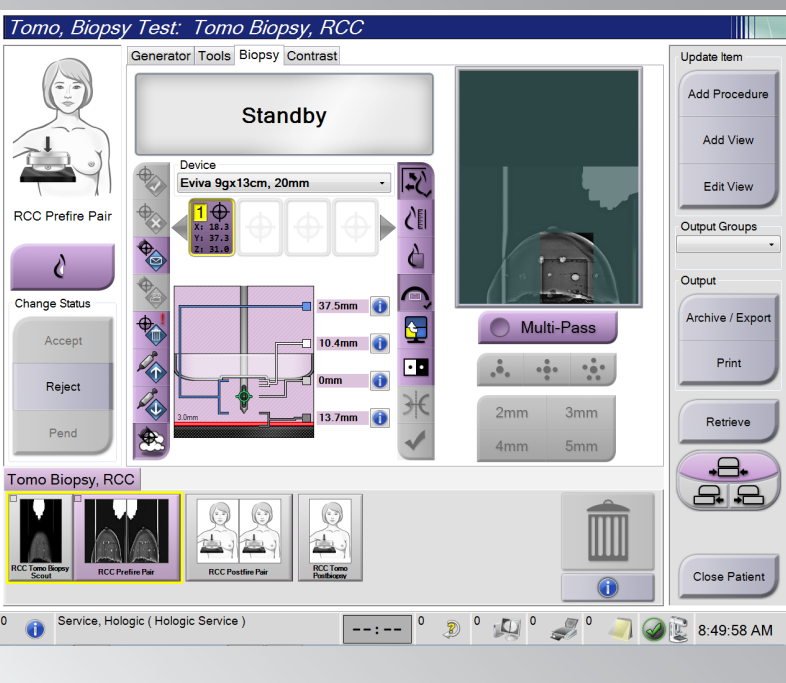 Tomo, Biopsy Test: Tomo Biopsy, RCC
Generator Tools Biopsy Contrast
Standby
Device
Eviva 9gx13cm, 20mm
1
X: 18.3
Y: 37.3
Z: 31.0
37.5mm
10.4mm
0mm
13.7mm
3.0mm
RCC Prefire Pair
Change Status
Accept
Reject
Pend
Multi-Pass
2mm 3mm
4mm 5mm
Update Item
Add Procedure
Add View
Edit View
Output Groups
Output
Archive / Export
Print
Retrieve
Close Patient
Tomo Biopsy, RCC
RCC Tomo Biopsy
Scout
RCC Prefire Pair
RCC Postfire Pair
RCC Tomo
Postbiopsy
0 Service, Hologic ( Hologic Service ) --:-- 0 0 0 0 8:49:58 AM